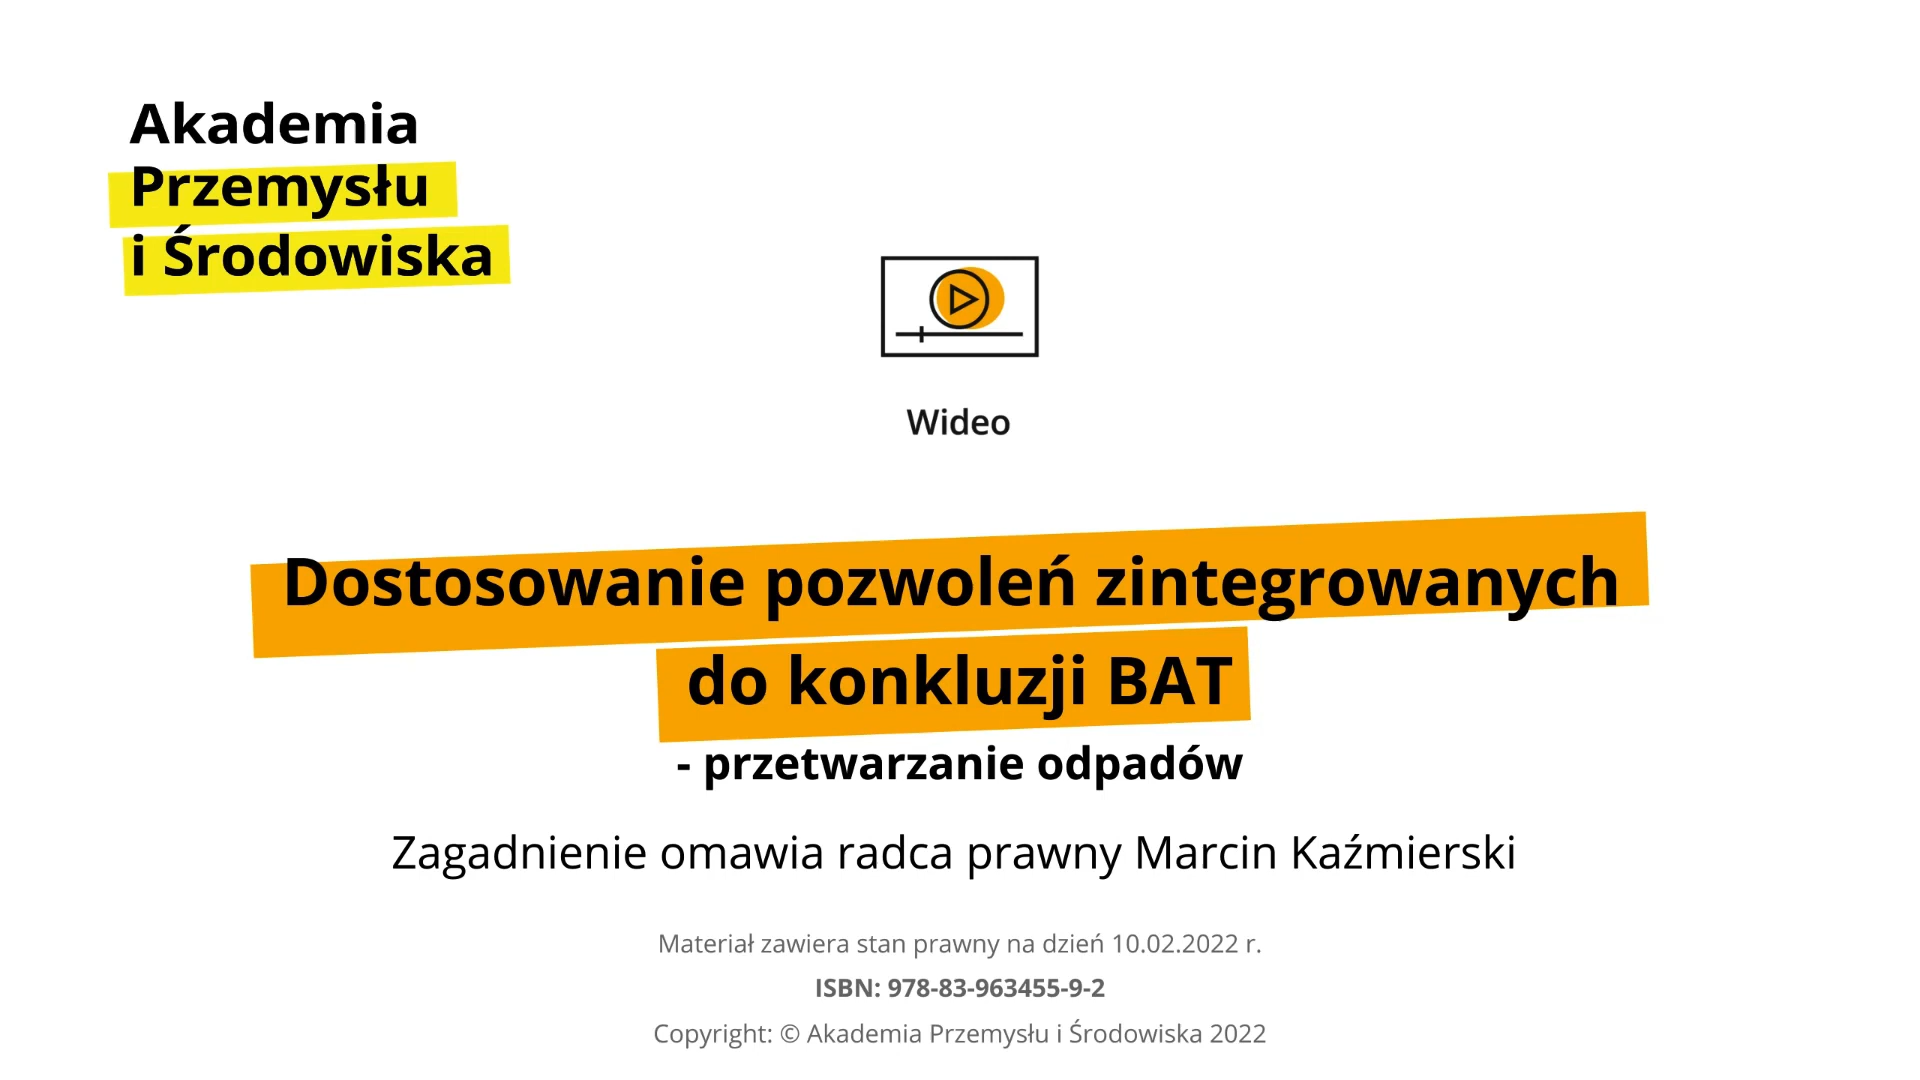 Akademia
Przemysłu
i Środowiska
Wideo
Dostosowanie pozwoleń zintegrowanych
do konkluzji BAT
- przetwarzanie odpadów
Zagadnienie omawia radca prawny Marcin Kaźmierski
Materiał zawiera stan prawny na dzień 10.02.2022 r.
ISBN: 978-83-963455-9-2
Copyright: © Akademia Przemysłu i Środowiska 2022